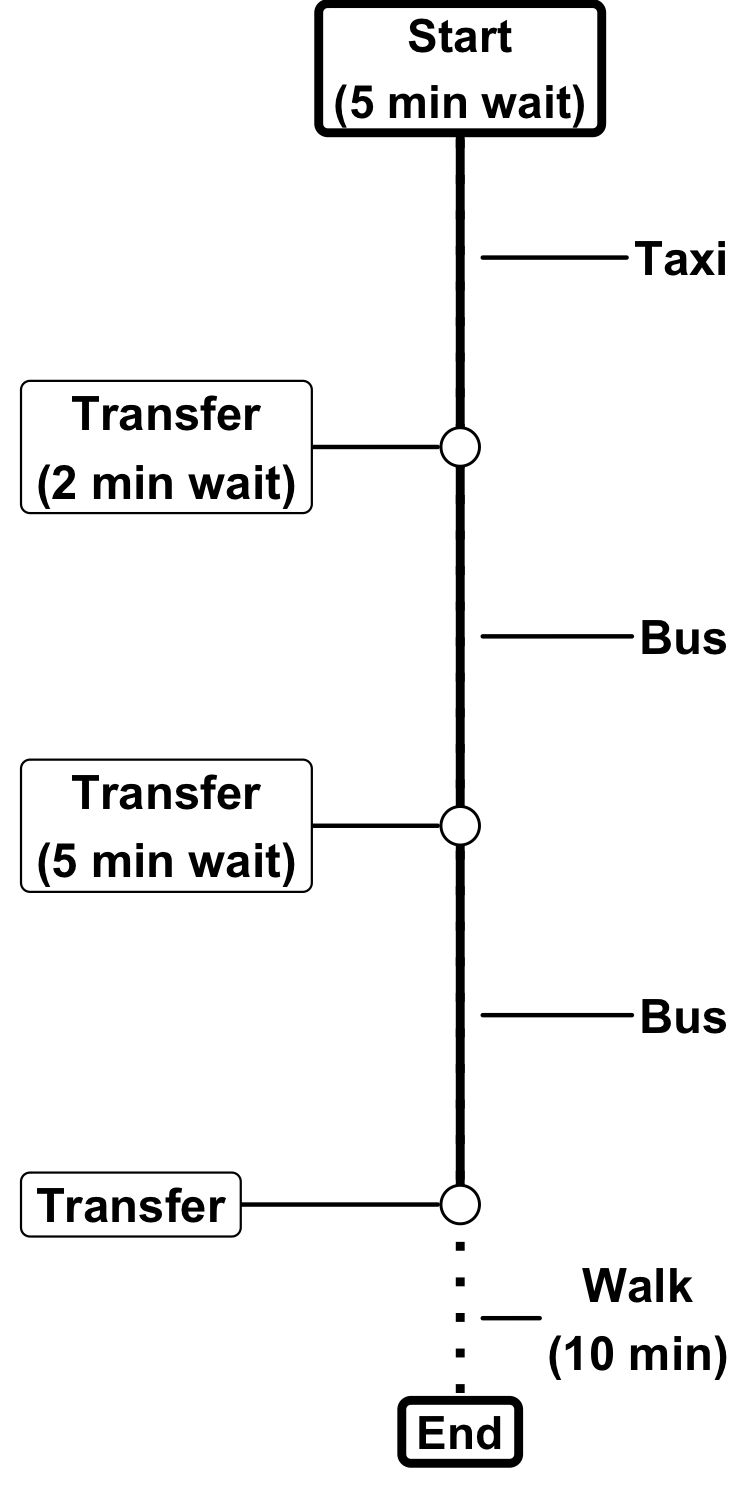 Start
(5 min wait)
Taxi
Transfer
(2 min wait)
Bus
Transfer
(5 min wait)
Bus
Transfer
Walk
(10 min)
End